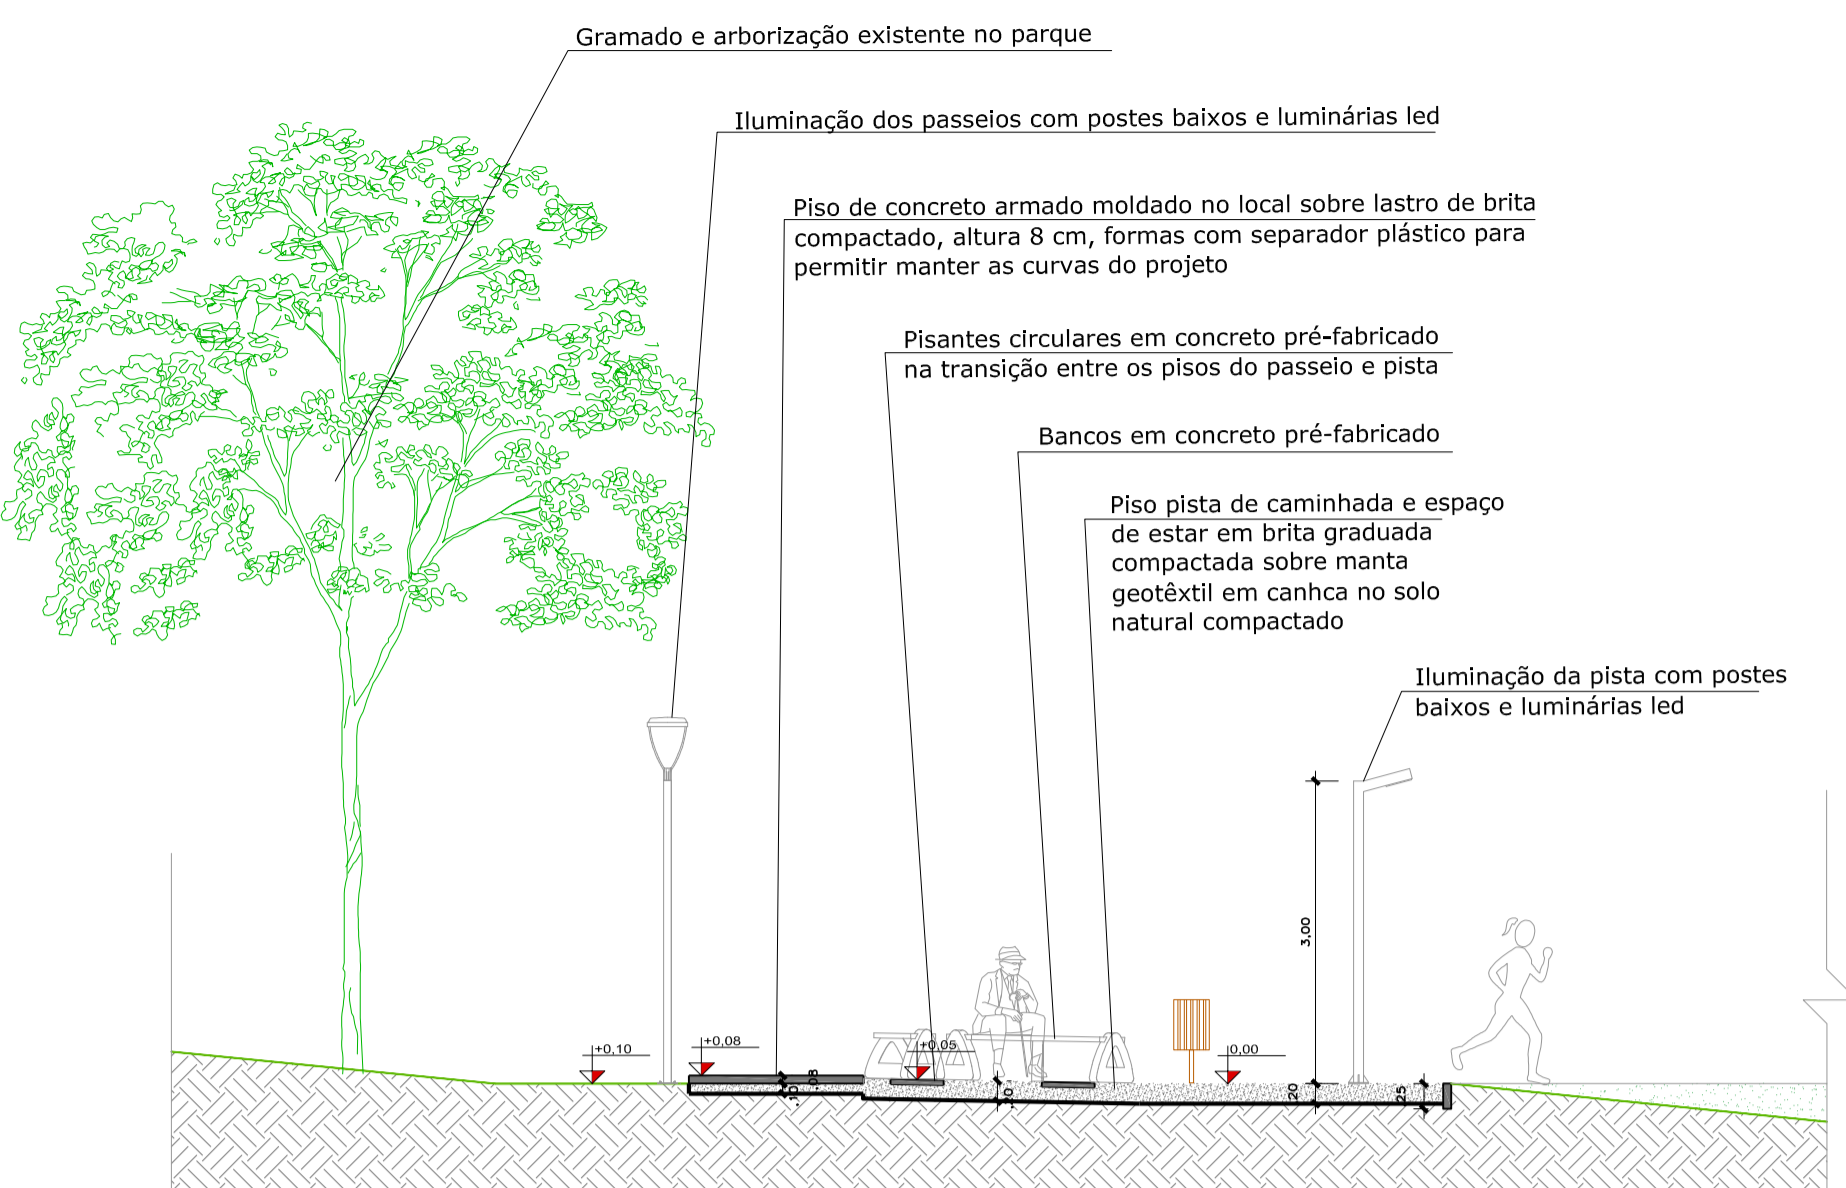 Gramado e arborização existente no parque
Iluminação dos passeios com postes baixos e luminárias led
Piso de concreto armado moldado no local sobre lastro de brita
compactado, altura 8 cm, formas com separador plástico para
permitir manter as curvas do projeto
Pisantes circulares em concreto pré-fabricado
na transição entre os pisos do passeio e pista
Bancos em concreto pré-fabricado
Piso pista de caminhada e espaço
de estar em brita graduada
compactada sobre manta
geotêxtil em canhca no solo
natural compactado
Iluminação da pista com postes
baixos e luminárias led
3,00
+0,10
+0,08
+0,05
0,00
,08
,10
,20
,20
,25